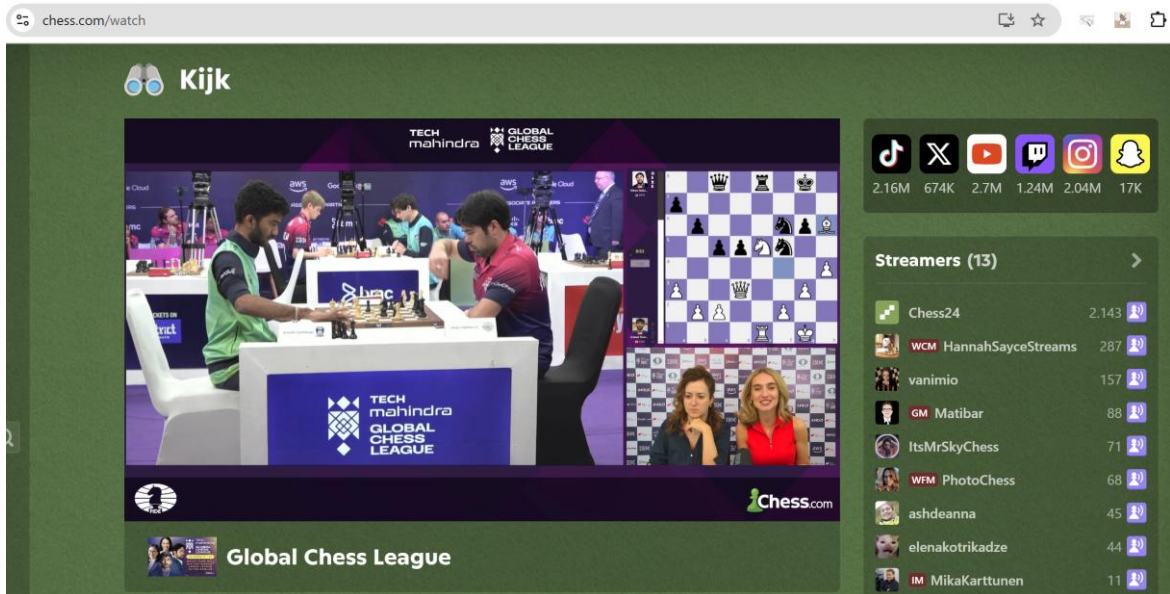 chess.com/watch
Kijk
TECH mahindra
GLOBAL CHESS LEAGUE
aws
aws
TECH
mahindra
GLOBAL
CHESS
LEAGUE
FIDE
Chess.com
Global Chess League
2.16M 674K 2.7M 1.24M 2.04M 17K
Streamers (13)
Chess24 2.143
WCM HannahSayceStreams 287
vanimio 157
GM Matibar 88
ItsMrSkyChess 71
WFM PhotoChess 68
ashdeanna 45
elenakotrikadze 44
IM MikaKarttunen 11